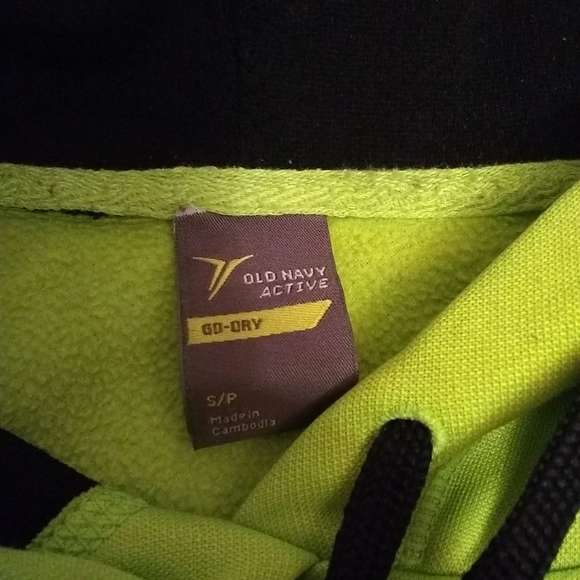 OLD NAVY
ACTIVE
GO-DRY
S/P
Made in
Cambodia